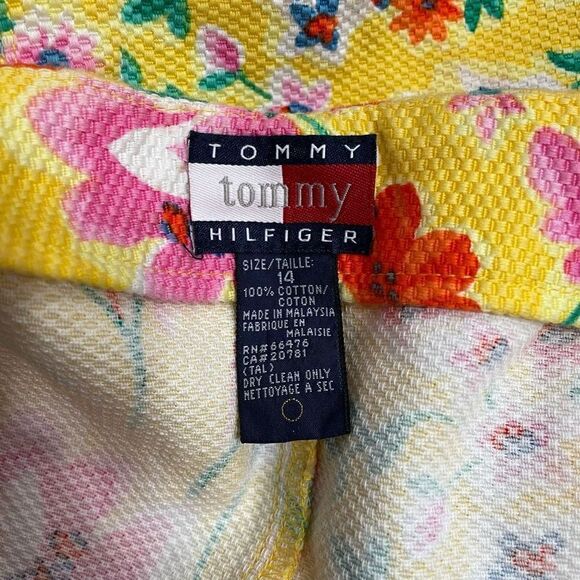 TOMMY
tommy
HILFIGER
SIZE/TAILLE:
14
100% COTTON/
COTON
MADE IN MALAYSIA
FABRIQUE EN
MALAISIE
RN#66476
CA#20781
(TAL)
DRY CLEAN ONLY
NETTOYAGE A SEC